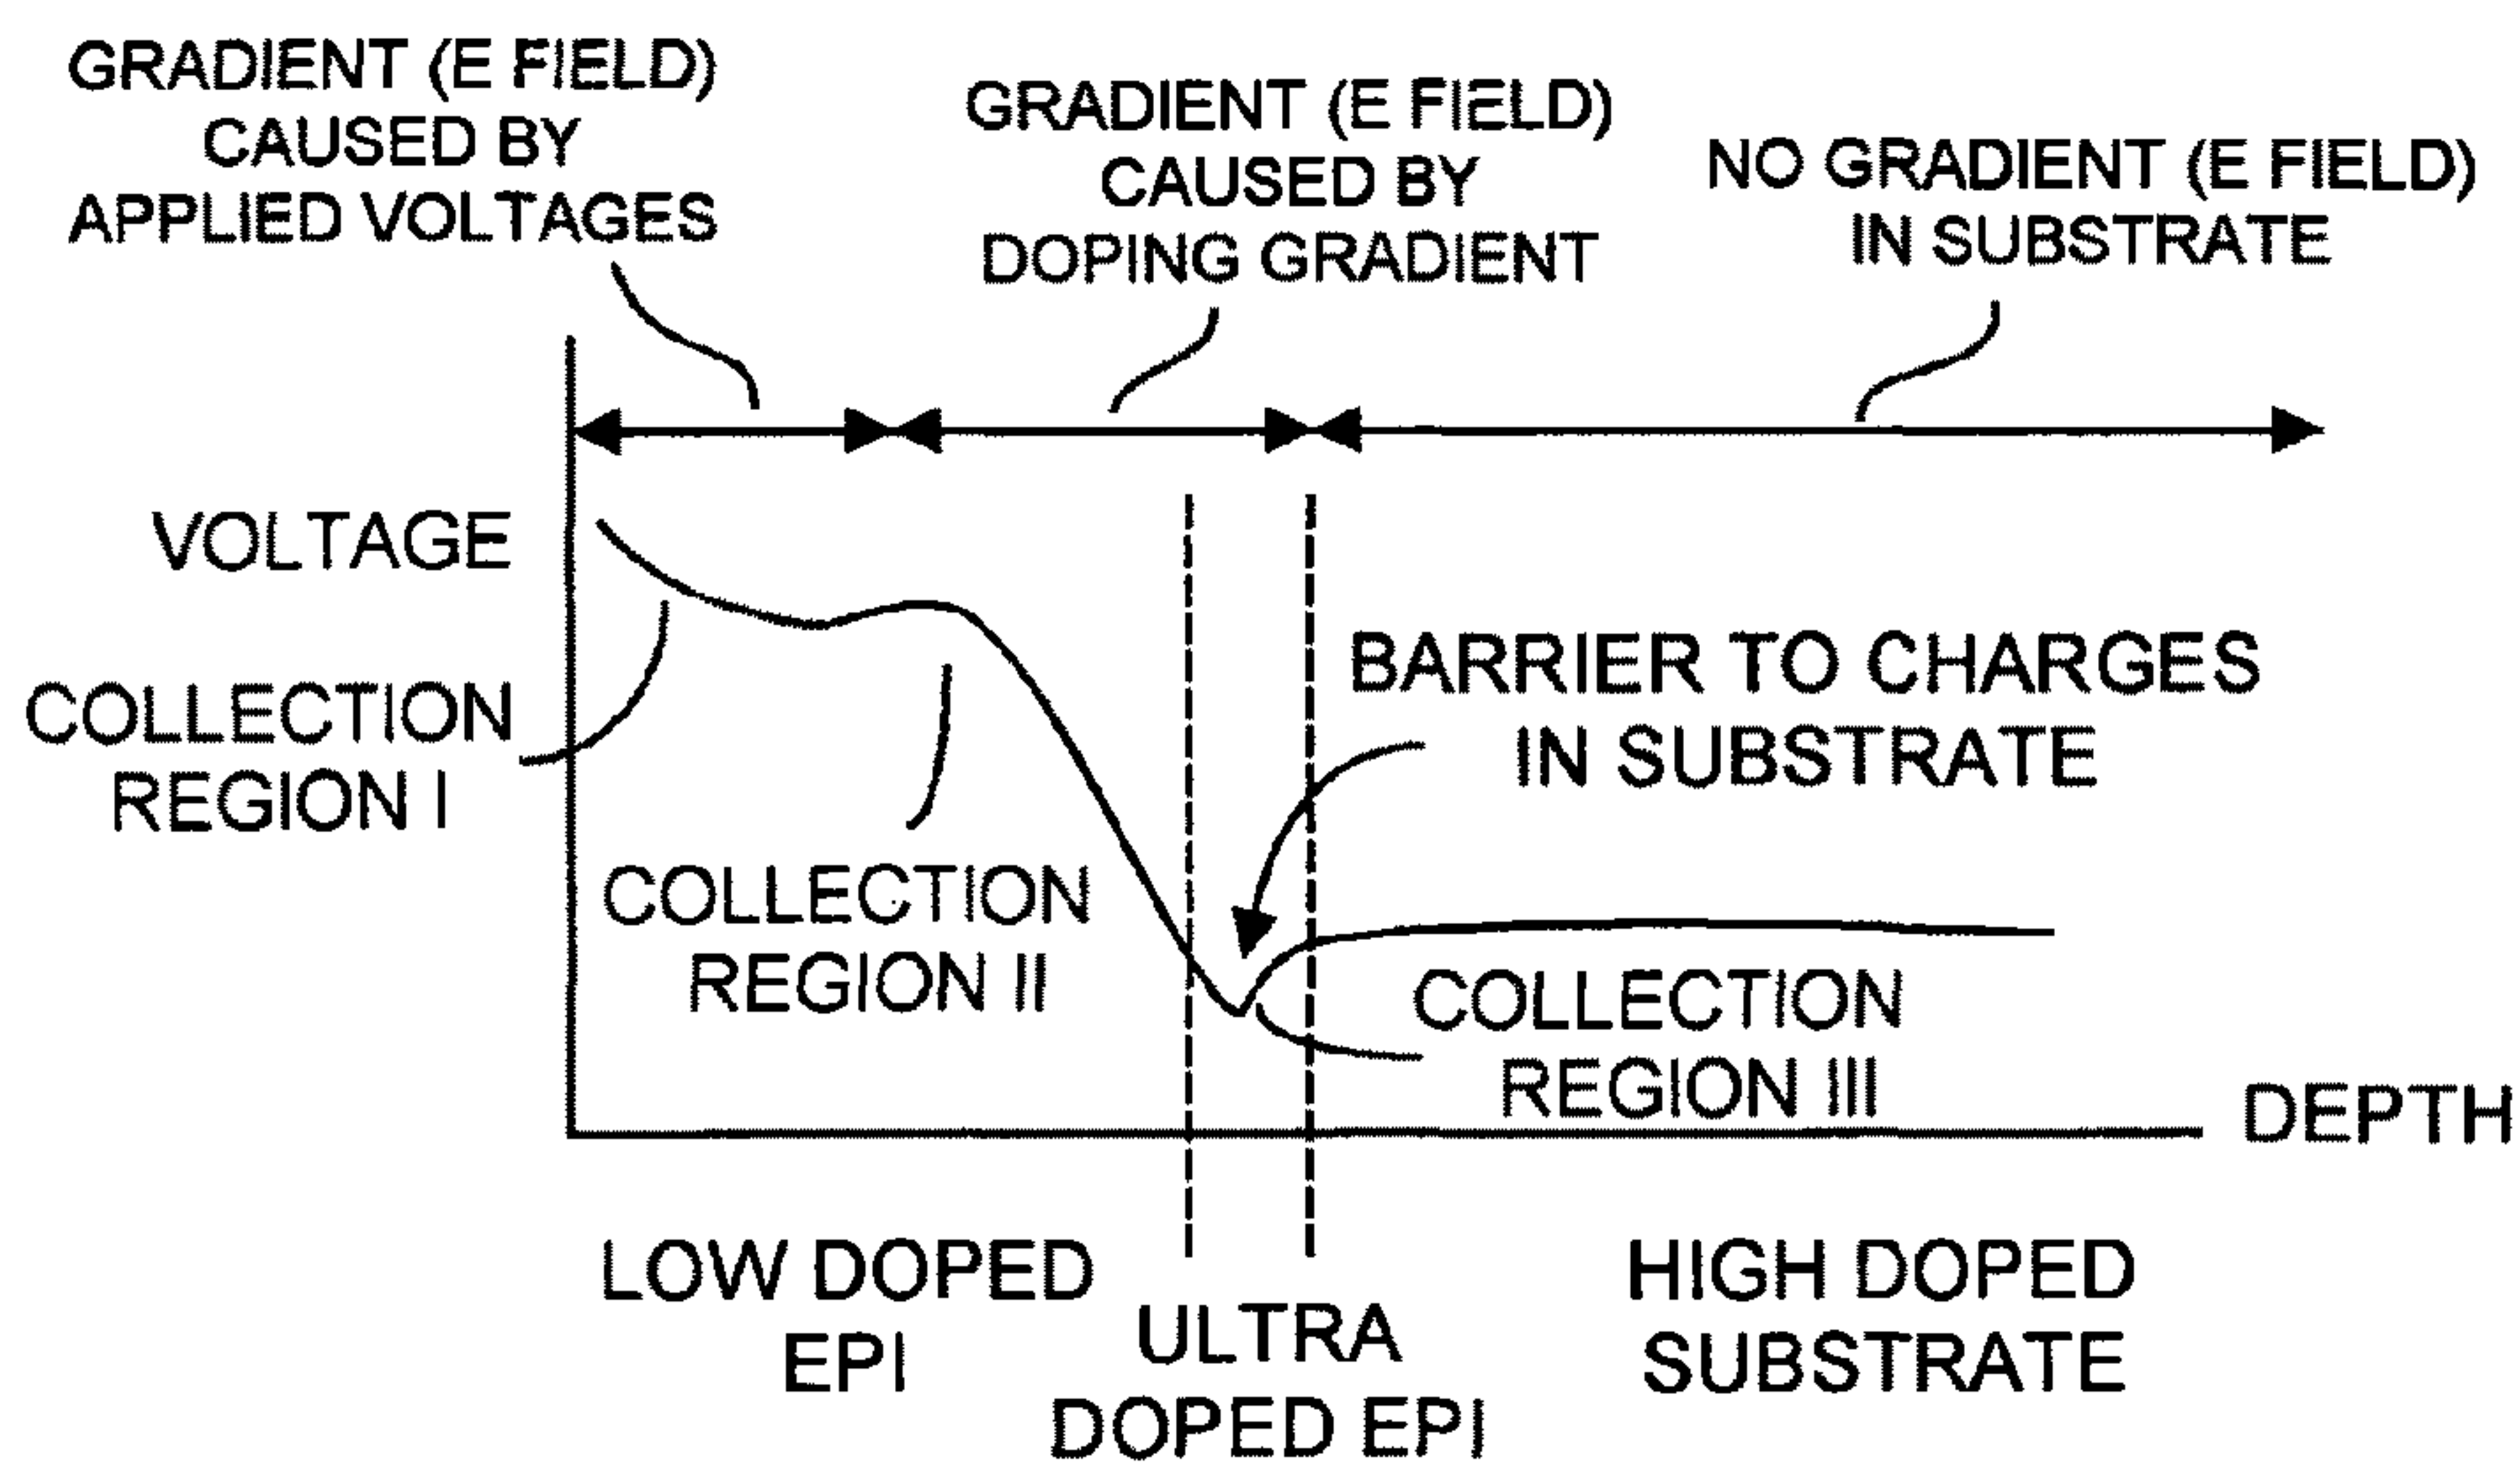 GRADIENT (E FIELD)
CAUSED BY
APPLIED VOLTAGES
GRADIENT (E FIELD)
CAUSED BY
DOPING GRADIENT
NO GRADIENT (E FIELD)
IN SUBSTRATE
VOLTAGE
COLLECTION
REGION I
COLLECTION
REGION II
BARRIER TO CHARGES
IN SUBSTRATE
COLLECTION
REGION III
DEPTH
LOW DOPED
EPI
ULTRA
DOPED EPI
HIGH DOPED
SUBSTRATE